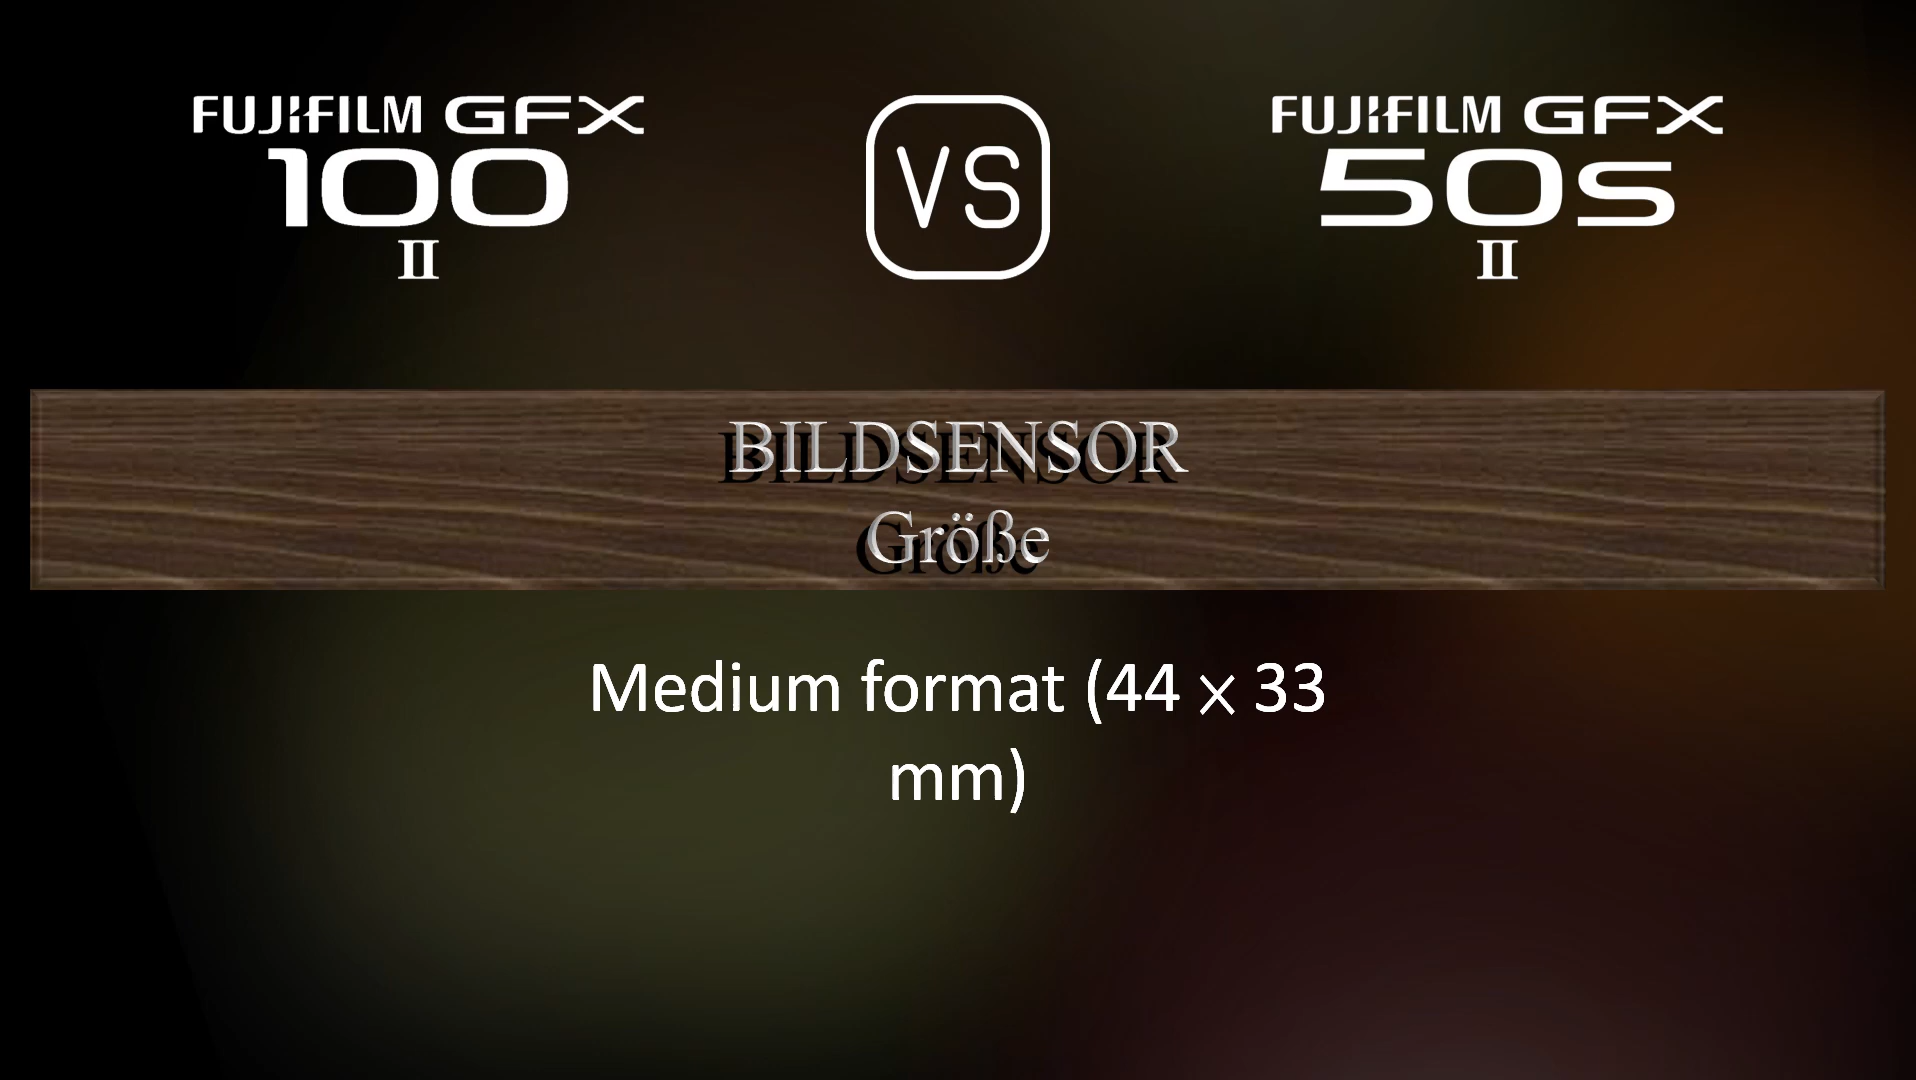 FUJIFILM GFX
100
II
VS
FUJIFILM GFX
50s
II
BILDSENSOR
Größe
Medium format (44 x 33
mm)